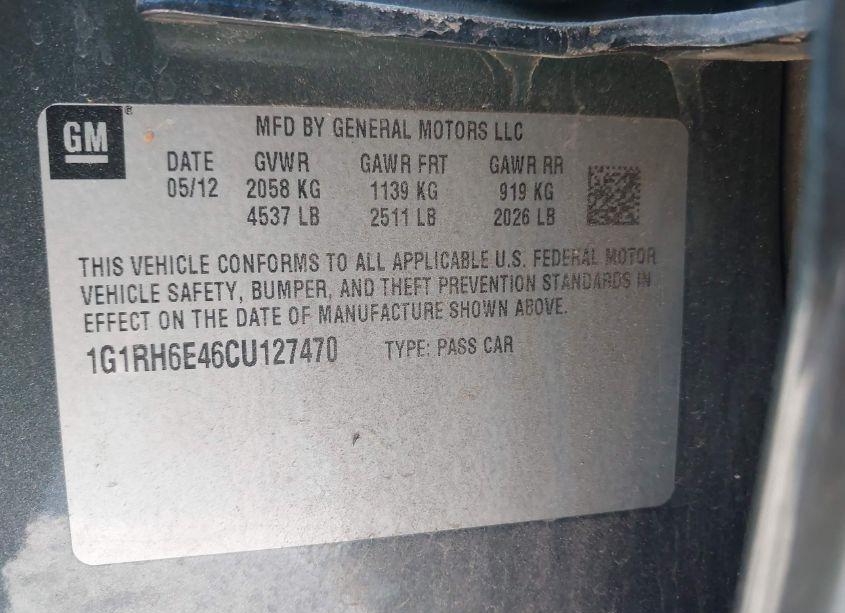 GM ®
MFD BY GENERAL MOTORS LLC
DATE GVWR GAWR FRT GAWR RR
05/12 2058 KG 1139 KG 919 KG
4537 LB 2511 LB 2026 LB
THIS VEHICLE CONFORMS TO ALL APPLICABLE U.S. FEDERAL MOTOR
VEHICLE SAFETY, BUMPER, AND THEFT PREVENTION STANDARDS IN
EFFECT ON THE DATE OF MANUFACTURE SHOWN ABOVE.
1G1RH6E46CU127470 TYPE: PASS CAR